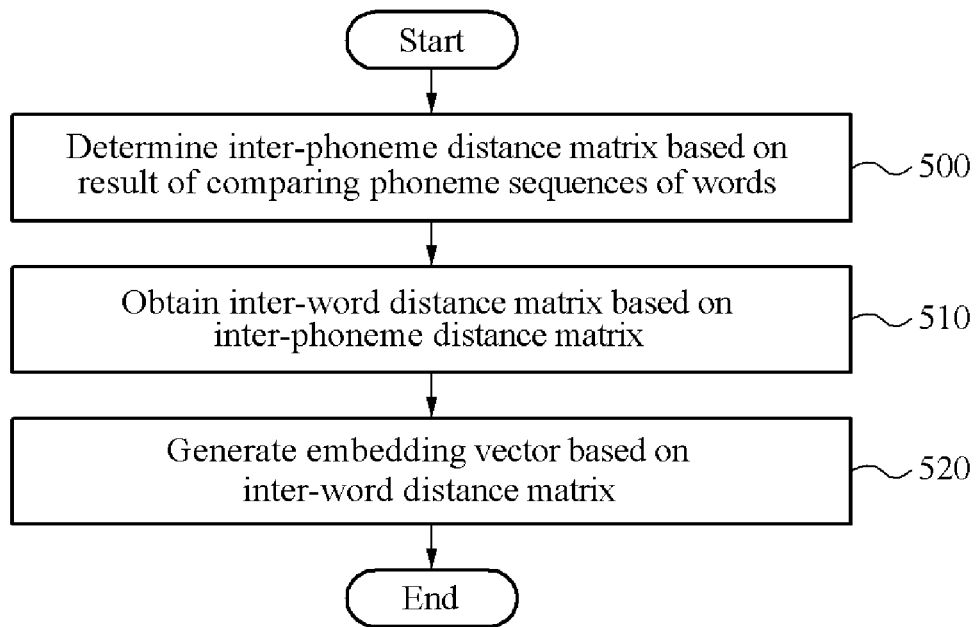 Start
Determine inter-phoneme distance matrix based on
result of comparing phoneme sequences of words
500
Obtain inter-word distance matrix based on
inter-phoneme distance matrix
510
Generate embedding vector based on
inter-word distance matrix
520
End